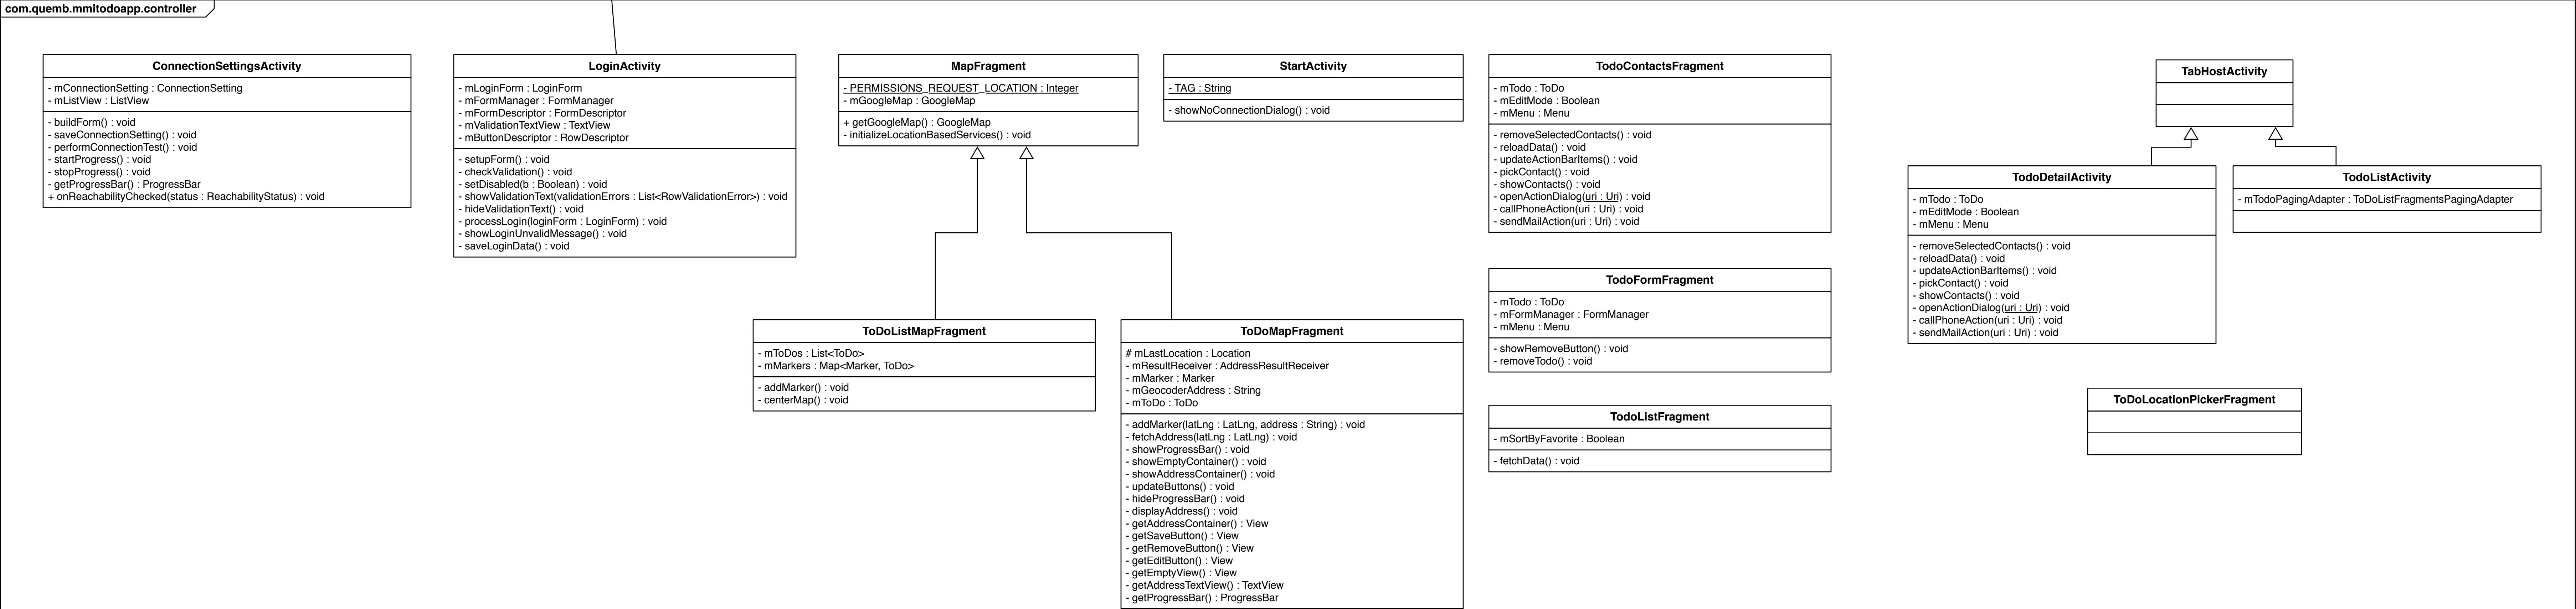 com.quemb.mmitodoapp.controller
ConnectionSettingsActivity
- mConnectionSetting : ConnectionSetting
- mListView : ListView
- buildForm() : void
- saveConnectionSetting() : void
- performConnectionTest() : void
- startProgress() : void
- stopProgress() : void
- getProgressBar() : ProgressBar
+ onReachabilityChecked(status : ReachabilityStatus) : void
LoginActivity
- mLoginForm : LoginForm
- mFormManager : FormManager
- mFormDescriptor : FormDescriptor
- mValidationTextView : TextView
- mButtonDescriptor : RowDescriptor
- setupForm() : void
- checkValidation() : void
- setDisabled(b : Boolean) : void
- showValidationText(validationErrors : List<RowValidationError>) : void
- hideValidationText() : void
- processLogin(loginForm : LoginForm) : void
- showLoginUnvalidMessage() : void
- saveLoginData() : void
MapFragment
- PERMISSIONS_REQUEST_LOCATION : Integer
- mGoogleMap : GoogleMap
+ getGoogleMap() : GoogleMap
- initializeLocationBasedServices() : void
StartActivity
- TAG : String
- showNoConnectionDialog() : void
TodoContactsFragment
- mTodo : ToDo
- mEditMode : Boolean
- mMenu : Menu
- removeSelectedContacts() : void
- reloadData() : void
- updateActionBarItems() : void
- pickContact() : void
- showContacts() : void
- openActionDialog(uri : Uri) : void
- callPhoneAction(uri : Uri) : void
- sendMailAction(uri : Uri) : void
TabHostActivity
TodoDetailActivity
- mTodo : ToDo
- mEditMode : Boolean
- mMenu : Menu
- removeSelectedContacts() : void
- reloadData() : void
- updateActionBarItems() : void
- pickContact() : void
- showContacts() : void
- openActionDialog(uri : Uri) : void
- callPhoneAction(uri : Uri) : void
- sendMailAction(uri : Uri) : void
TodoListActivity
- mTodoPagingAdapter : ToDoListFragmentsPagingAdapter
ToDoListMapFragment
- mToDos : List<ToDo>
- mMarkers : Map<Marker, ToDo>
- addMarker() : void
- centerMap() : void
ToDoMapFragment
# mLastLocation : Location
- mResultReceiver : AddressResultReceiver
- mMarker : Marker
- mGeocoderAddress : String
- mToDo : ToDo
- addMarker(latLng : LatLng, address : String) : void
- fetchAddress(latLng : LatLng) : void
- showProgressBar() : void
- showEmptyContainer() : void
- showAddressContainer() : void
- updateButtons() : void
- hideProgressBar() : void
- displayAddress() : void
- getAddressContainer() : View
- getSaveButton() : View
- getRemoveButton() : View
- getEditButton() : View
- getEmptyView() : View
- getAddressTextView() : TextView
- getProgressBar() : ProgressBar
TodoFormFragment
- mTodo : ToDo
- mFormManager : FormManager
- mMenu : Menu
- showRemoveButton() : void
- removeTodo() : void
TodoListFragment
- mSortByFavorite : Boolean
- fetchData() : void
ToDoLocationPickerFragment